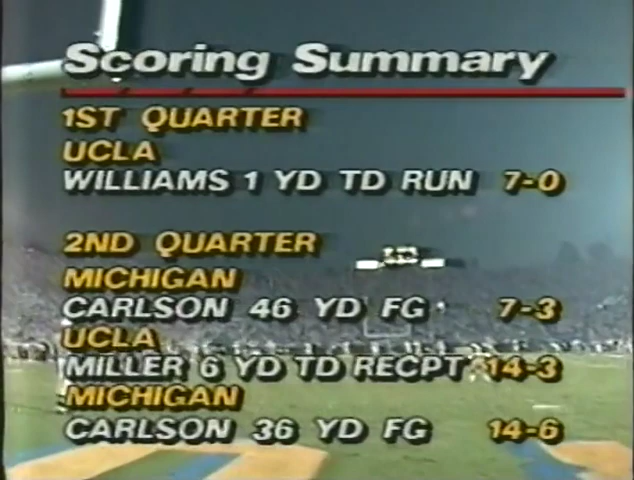 Scoring Summary
1ST QUARTER
UCLA
WILLIAMS 1 YD TD RUN 7-0
2ND QUARTER
MICHIGAN
CARLSON 46 YD FG 7-3
UCLA
MILLER 6 YD TD RECPT 14-3
MICHIGAN
CARLSON 36 YD FG 14-6